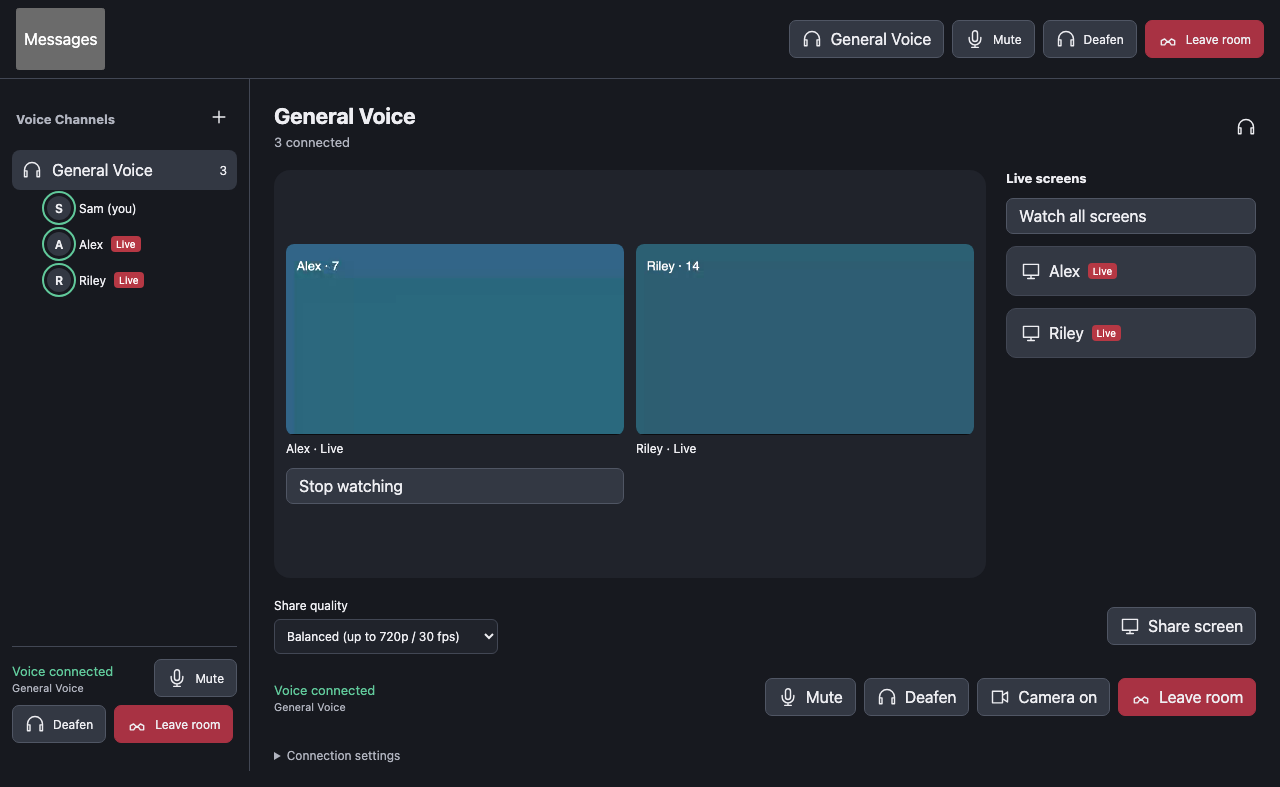 Messages
General Voice
Mute
Deafen
Leave room
Voice Channels
General Voice
3
S
Sam (you)
A
Alex
Live
R
Riley
Live
Voice connected
General Voice
Mute
Deafen
Leave room
General Voice
3 connected
Alex · 7
Alex · Live
Stop watching
Riley · 14
Riley · Live
Live screens
Watch all screens
Alex
Live
Riley
Live
Share quality
Balanced (up to 720p / 30 fps)
Share screen
Voice connected
General Voice
Mute
Deafen
Camera on
Leave room
Connection settings